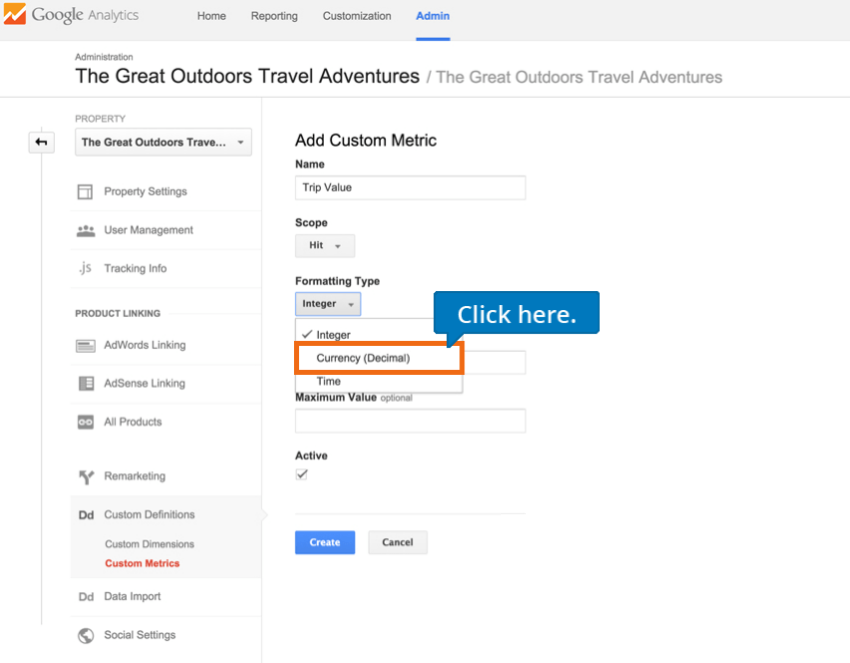 Google Analytics
Home Reporting Customization Admin
Administration
The Great Outdoors Travel Adventures / The Great Outdoors Travel Adventures
PROPERTY
The Great Outdoors Trave...
Property Settings
User Management
.js Tracking Info
PRODUCT LINKING
AdWords Linking
AdSense Linking
All Products
Remarketing
Dd Custom Definitions
Custom Dimensions
Custom Metrics
Dd Data Import
Social Settings
Add Custom Metric
Name
Trip Value
Scope
Hit
Formatting Type
Integer
Click here.
Integer
Currency (Decimal)
Time
Maximum Value optional
Active
Create Cancel